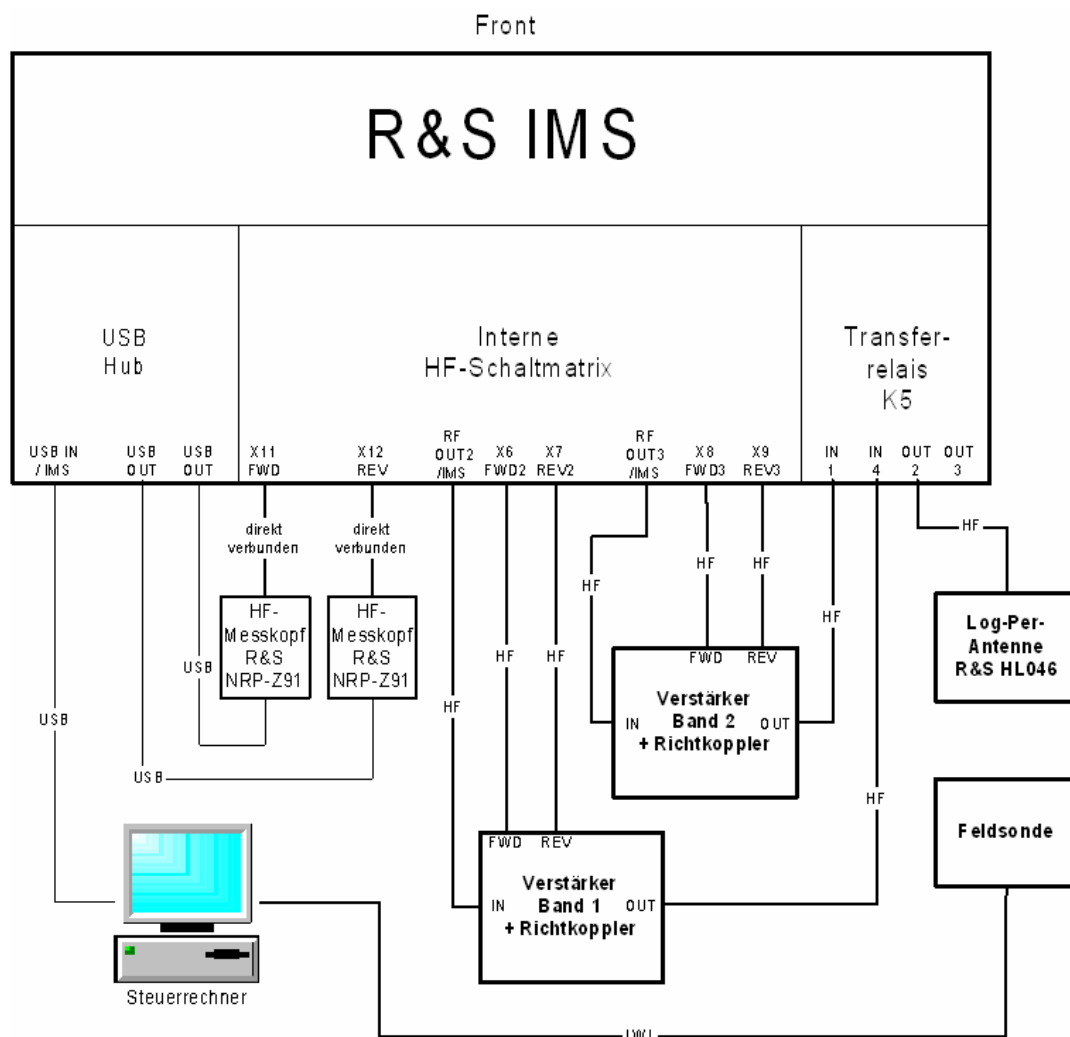 Front
R&S IMS
USB
Hub
Interne
HF-Schaltmatrix
Transfer-
relais
K5
USB IN
/IMS
USB
OUT
USB
OUT
X11
FWD
X12
REV
RF
OUT2
/IMS
X6
FWD2
X7
REV2
RF
OUT3
/IMS
X8
FWD3
X9
REV3
IN
1
IN
4
OUT
2
OUT
3
direkt
verbunden
direkt
verbunden
HF
HF
HF
HF
HF
HF
HF
HF
HF
USB
USB
USB
HF-
Messkopf
R&S
NRP-Z91
HF-
Messkopf
R&S
NRP-Z91
FWD REV
IN
Verstärker
Band 2
+ Richtkoppler
OUT
Log-Per-
Antenne
R&S HL046
FWD REV
IN
Verstärker
Band 1
+ Richtkoppler
OUT
Feldsonde
Steuerrechner